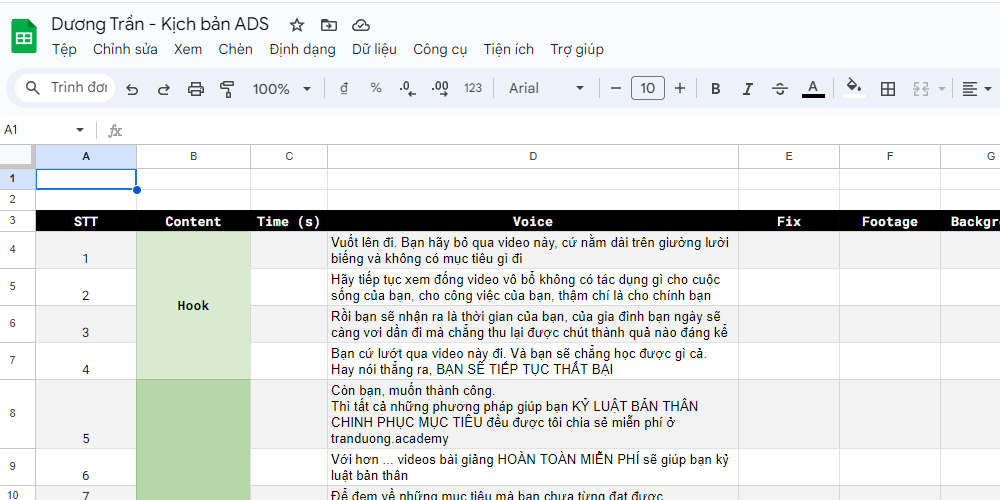 Dương Trần - Kịch bản ADS
Tệp Chỉnh sửa Xem Chèn Định dạng Dữ liệu Công cụ Tiện ích Trợ giúp
Trình đơn 100% đ % .0 .00 123 Arial 10 B I A
A1 fx
A B C D E F G
1
2
3 STT Content Time (s) Voice Fix Footage Backgr
4 1 Vuốt lên đi. Bạn hãy bỏ qua video này, cứ nằm dài trên giường lười
biếng và không có mục tiêu gì đi
5 2 Hãy tiếp tục xem đống video vô bổ không có tác dụng gì cho cuộc
sống của bạn, cho công việc của bạn, thậm chí là cho chính bạn
Hook
6 3 Rồi bạn sẽ nhận ra là thời gian của bạn, của gia đình bạn ngày sẽ
càng vơi dần đi mà chẳng thu lại được chút thành quả nào đáng kể
7 4 Bạn cứ lướt qua video này đi. Và bạn sẽ chẳng học được gì cả.
Hay nói thẳng ra, BẠN SẼ TIẾP TỤC THẤT BẠI
8 5 Còn bạn, muốn thành công.
Thì tất cả những phương pháp giúp bạn KỶ LUẬT BẢN THÂN
CHINH PHỤC MỤC TIÊU đều được tôi chia sẻ miễn phí ở
tranduong.academy
9 6 Với hơn ... videos bài giảng HOÀN TOÀN MIỄN PHÍ sẽ giúp bạn kỷ
luật bản thân
10 7 Để đem về những mục tiêu mà bạn chưa từng đạt được